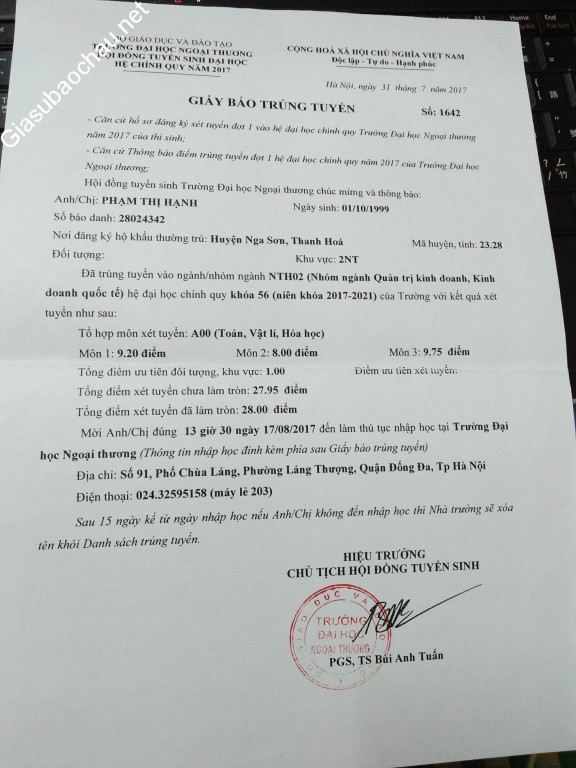 Giasubaochau.net
BỘ GIÁO DỤC VÀ ĐÀO TẠO
TRƯỜNG ĐẠI HỌC NGOẠI THƯƠNG
HỘI ĐỒNG TUYỂN SINH ĐẠI HỌC
HỆ CHÍNH QUY NĂM 2017
CỘNG HOÀ XÃ HỘI CHỦ NGHĨA VIỆT NAM
Độc lập - Tự do - Hạnh phúc
Hà Nội, ngày 31 tháng 7 năm 2017
GIẤY BÁO TRÚNG TUYỂN
Số: 1642
- Căn cứ hồ sơ đăng ký xét tuyển đợt 1 vào hệ đại học chính quy Trường Đại học Ngoại thương
năm 2017 của thí sinh;
- Căn cứ Thông báo điểm trúng tuyển đợt 1 hệ đại học chính quy năm 2017 của Trường Đại học
Ngoại thương;
Hội đồng tuyển sinh Trường Đại học Ngoại thương chúc mừng và thông báo:
Anh/Chị: PHẠM THỊ HẠNH Ngày sinh: 01/10/1999
Số báo danh: 28024342
Nơi đăng ký hộ khẩu thường trú: Huyện Nga Sơn, Thanh Hoá Mã huyện, tỉnh: 23.28
Đối tượng: Khu vực: 2NT
Đã trúng tuyển vào ngành/nhóm ngành NTH02 (Nhóm ngành Quản trị kinh doanh, Kinh
doanh quốc tế) hệ đại học chính quy khóa 56 (niên khóa 2017-2021) của Trường với kết quả xét
tuyển như sau:
Tổ hợp môn xét tuyển: A00 (Toán, Vật lí, Hóa học)
Môn 1: 9.20 điểm Môn 2: 8.00 điểm Môn 3: 9.75 điểm
Tổng điểm ưu tiên đối tượng, khu vực: 1.00 Điểm ưu tiên xét tuyển:
Tổng điểm xét tuyển chưa làm tròn: 27.95 điểm
Tổng điểm xét tuyển đã làm tròn: 28.00 điểm
Mời Anh/Chị đúng 13 giờ 30 ngày 17/08/2017 đến làm thủ tục nhập học tại Trường Đại
học Ngoại thương (Thông tin nhập học đính kèm phía sau Giấy báo trúng tuyển)
Địa chỉ: Số 91, Phố Chùa Láng, Phường Láng Thượng, Quận Đống Đa, Tp Hà Nội
Điện thoại: 024.32595158 (máy lẻ 203)
Sau 15 ngày kể từ ngày nhập học nếu Anh/Chị không đến nhập học thì Nhà trường sẽ xóa
tên khỏi Danh sách trúng tuyển.
HIỆU TRƯỞNG
CHỦ TỊCH HỘI ĐỒNG TUYỂN SINH
TRƯỜNG
ĐẠI HỌC
NGOẠI THƯƠNG
PGS, TS Bùi Anh Tuấn